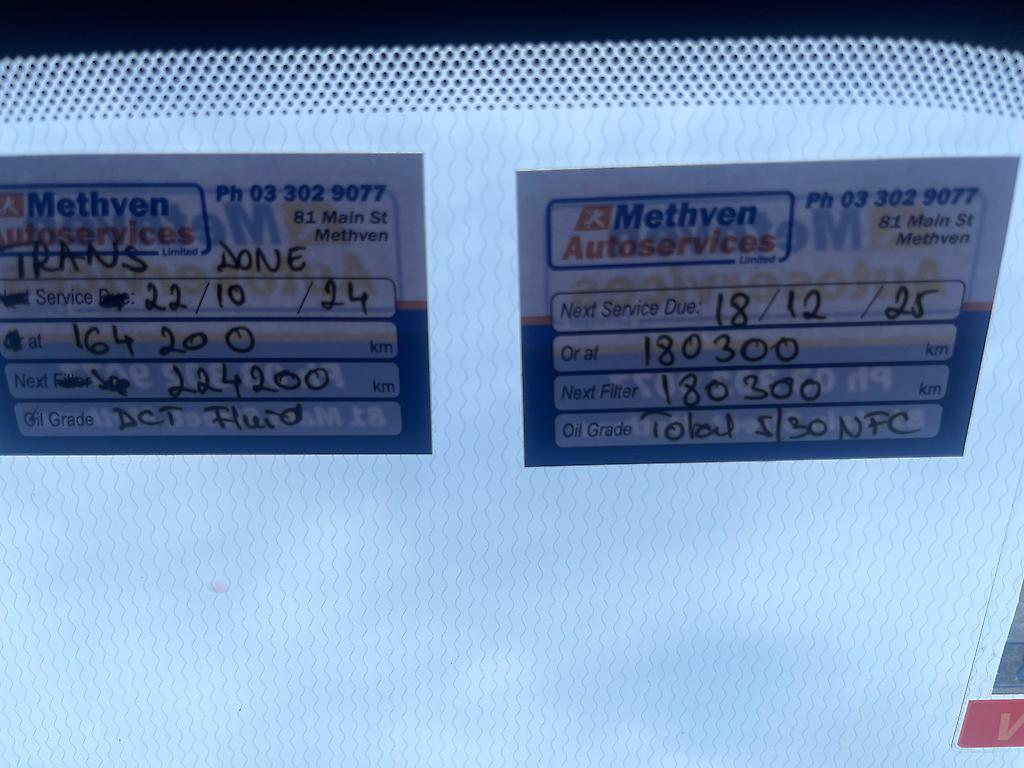 Methven
Autoservices
Limited
Ph 03 302 9077
81 Main St
Methven
TRANS DONE
Service Due: 22/10/24
at 164 200 km
Next 224200 km
Oil Grade DCT Fluid
Methven
Autoservices
Limited
Ph 03 302 9077
81 Main St
Methven
Next Service Due: 18/12/25
Or at 180300 km
Next Filter 180300 km
Oil Grade Total 5/30 NFC